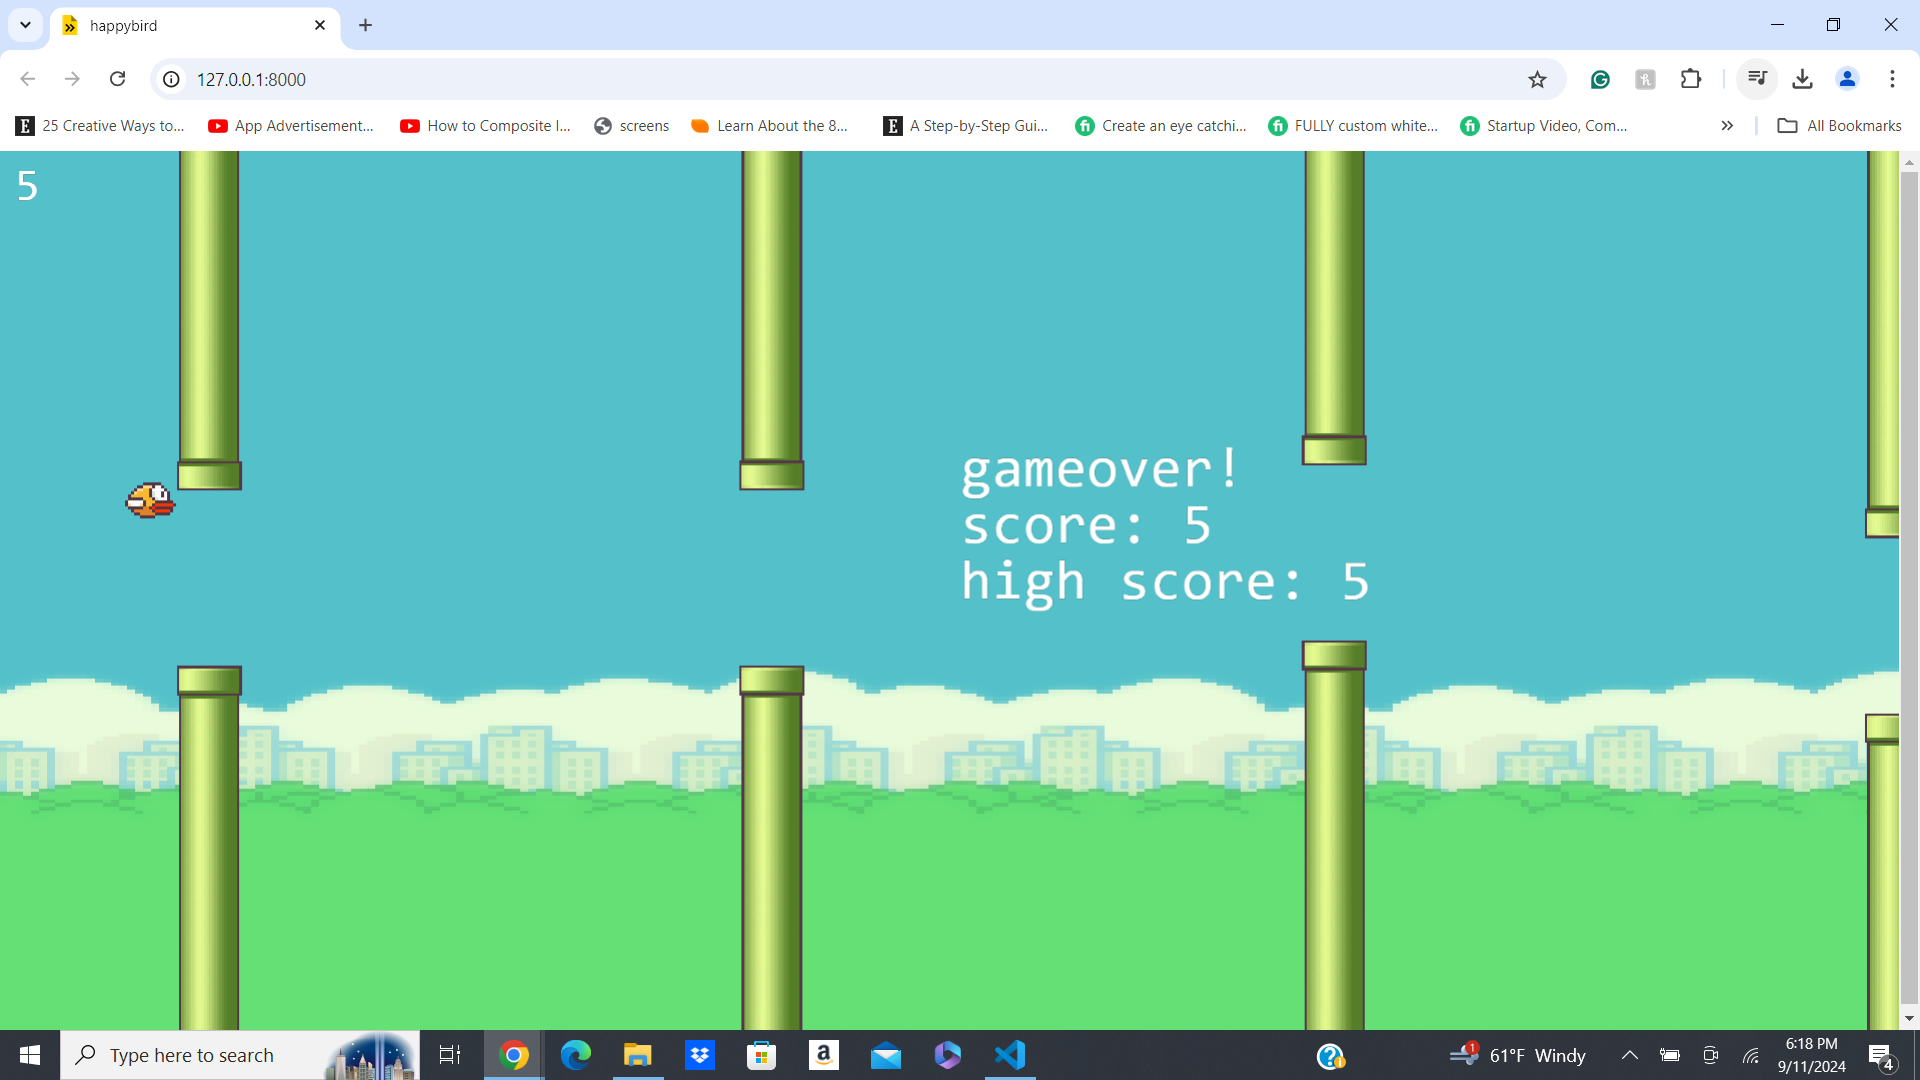 happybird
127.0.0.1:8000
25 Creative Ways to...
App Advertisement...
How to Composite I...
screens
Learn About the 8...
A Step-by-Step Gui...
Create an eye catchi...
FULLY custom white...
Startup Video, Com...
All Bookmarks
5
gameover!
score: 5
high score: 5
Type here to search
1
61°F Windy
6:18 PM
9/11/2024
4